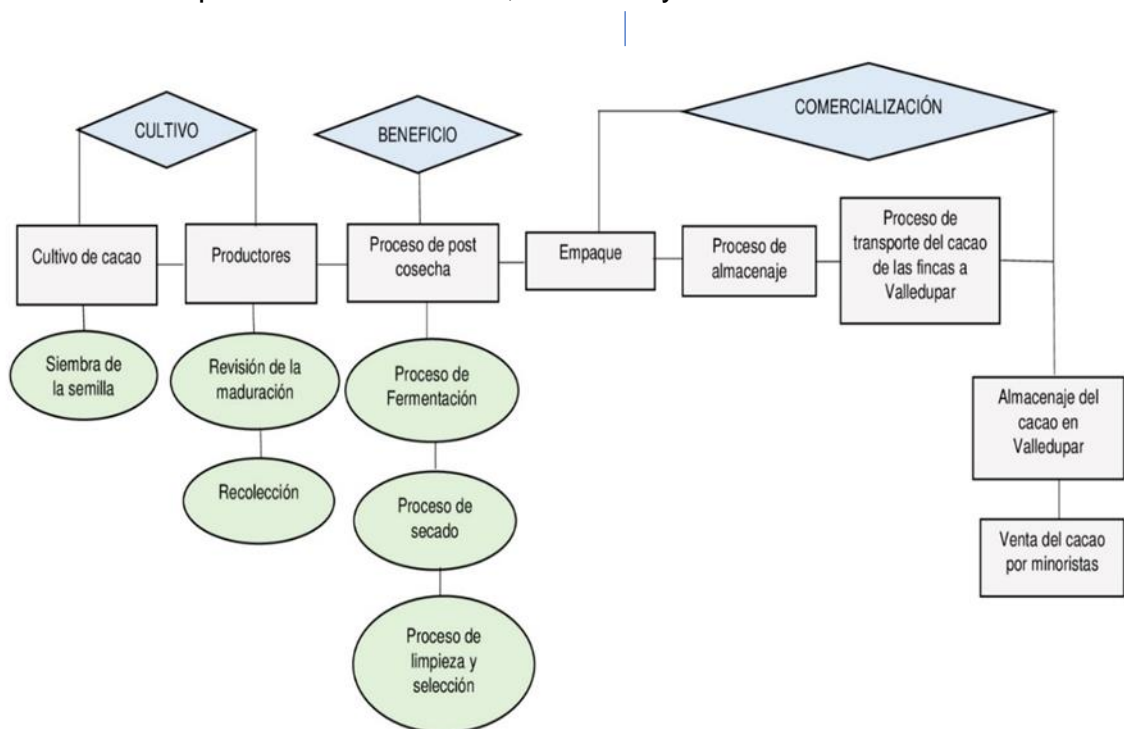 CULTIVO
BENEFICIO
COMERCIALIZACIÓN
Cultivo de cacao
Productores
Proceso de post
cosecha
Empaque
Proceso de
almacenaje
Proceso de
transporte del cacao
de las fincas a
Valledupar
Siembra de
la semilla
Revisión de la
maduración
Recolección
Proceso de
Fermentación
Proceso de
secado
Proceso de
limpieza y
selección
Almacenaje del
cacao en
Valledupar
Venta del cacao
por minoristas